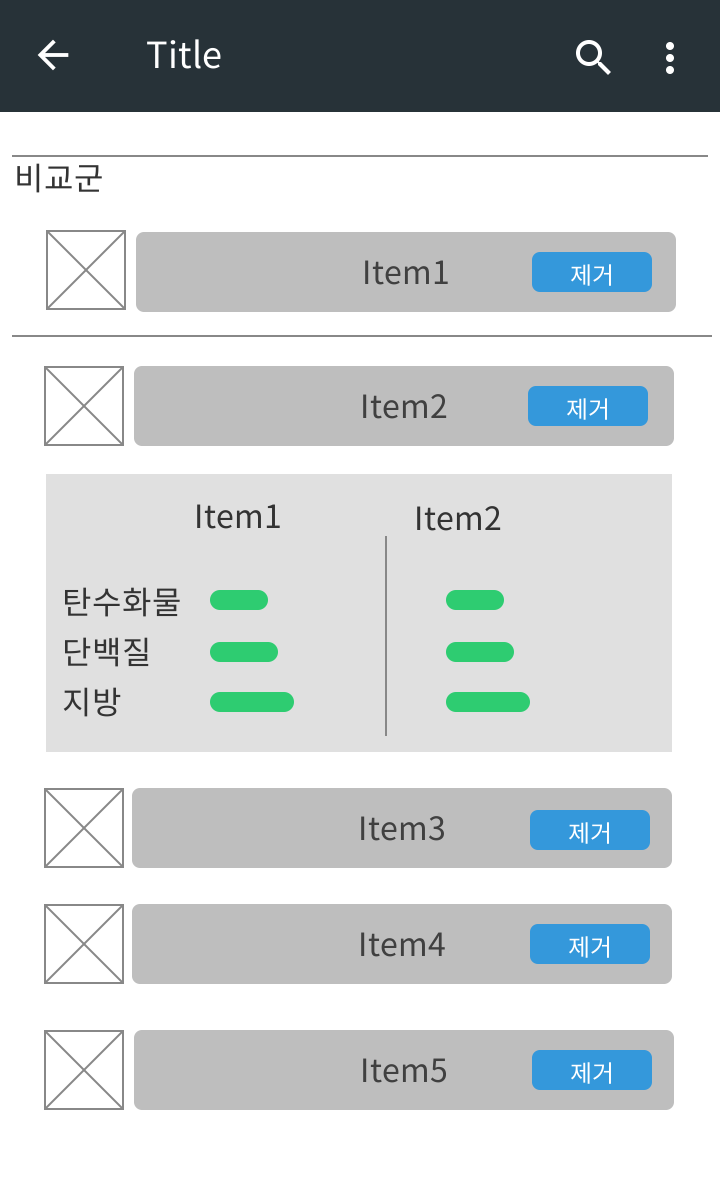 Title
비교군
Item1 제거
Item2 제거
Item1 Item2
탄수화물
단백질
지방
Item3 제거
Item4 제거
Item5 제거